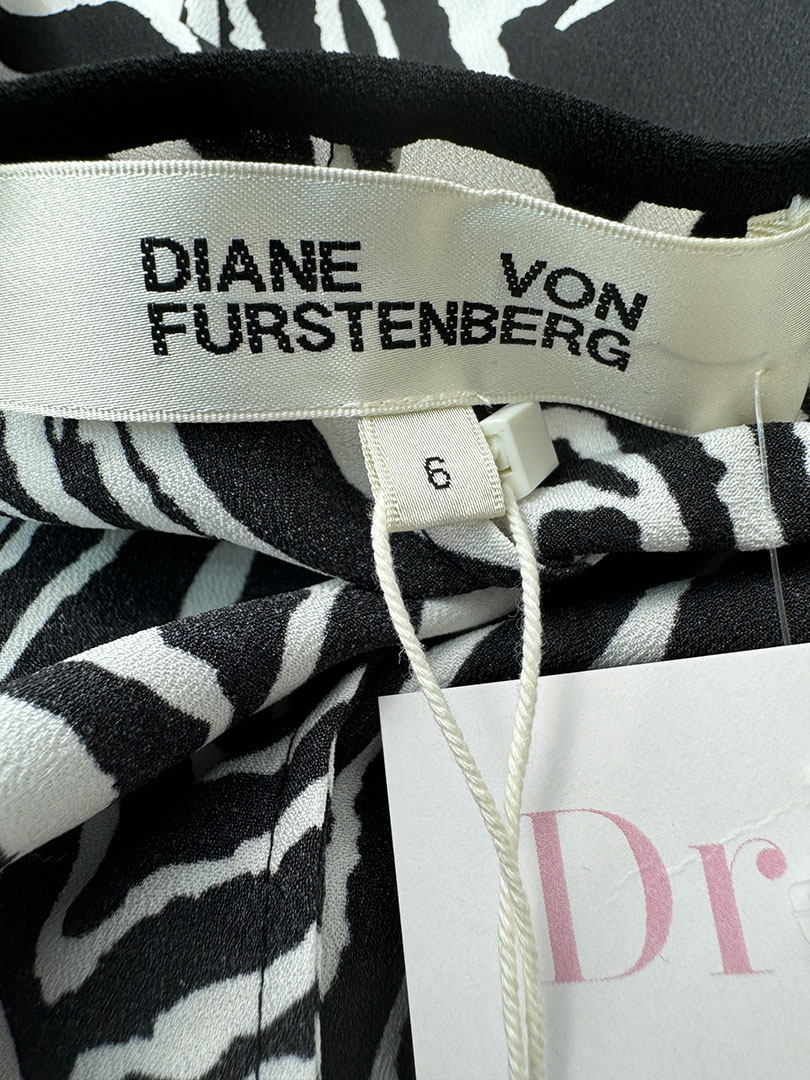 DIANE VON
FURSTENBERG
6
Dr